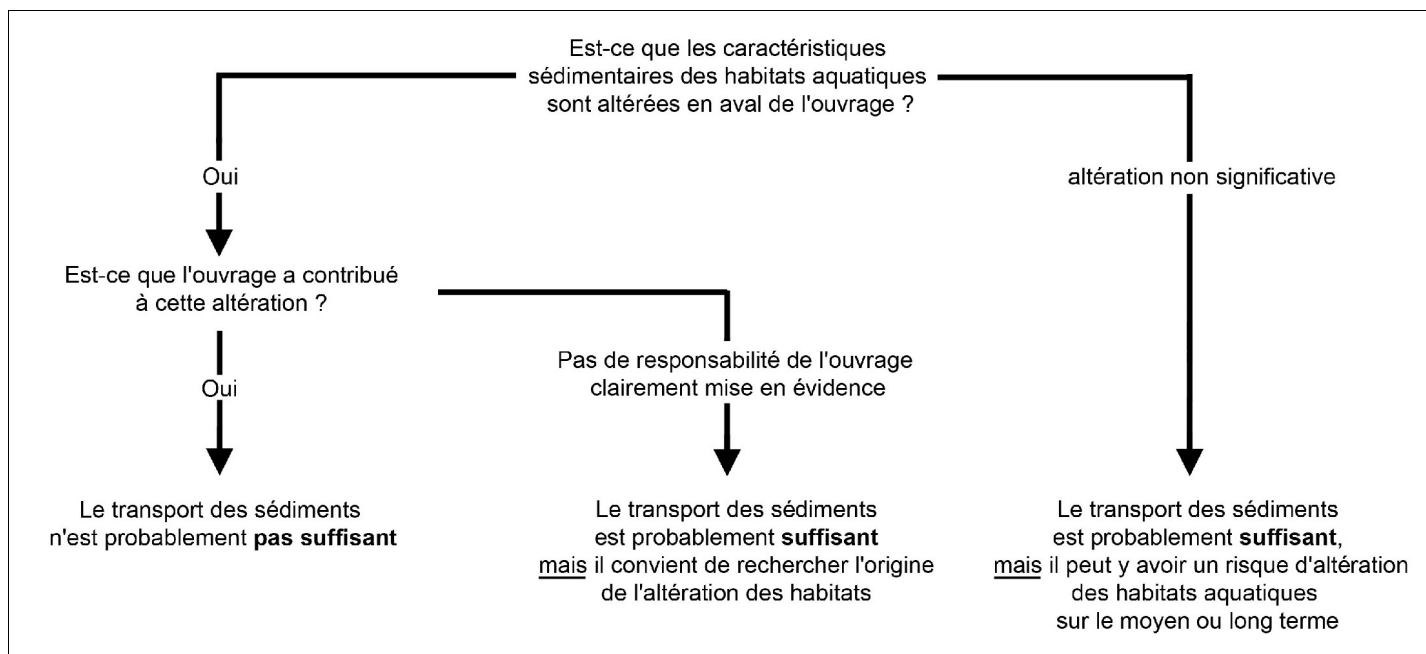 Est-ce que les caractéristiques
sédimentaires des habitats aquatiques
sont altérées en aval de l'ouvrage ?
Oui
altération non significative
Est-ce que l'ouvrage a contribué
à cette altération ?
Oui
Pas de responsabilité de l'ouvrage
clairement mise en évidence
Le transport des sédiments
n'est probablement pas suffisant
Le transport des sédiments
est probablement suffisant
mais il convient de rechercher l'origine
de l'altération des habitats
Le transport des sédiments
est probablement suffisant,
mais il peut y avoir un risque d'altération
des habitats aquatiques
sur le moyen ou long terme